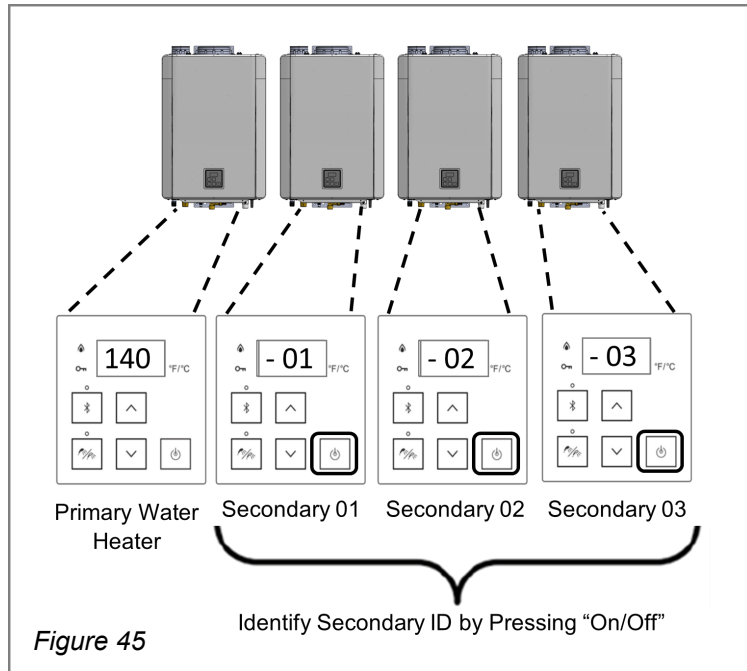 140 °F/°C
- 01 °F/°C
- 02 °F/°C
- 03 °F/°C
Primary Water
Heater
Secondary 01
Secondary 02
Secondary 03
Identify Secondary ID by Pressing “On/Off”
Figure 45